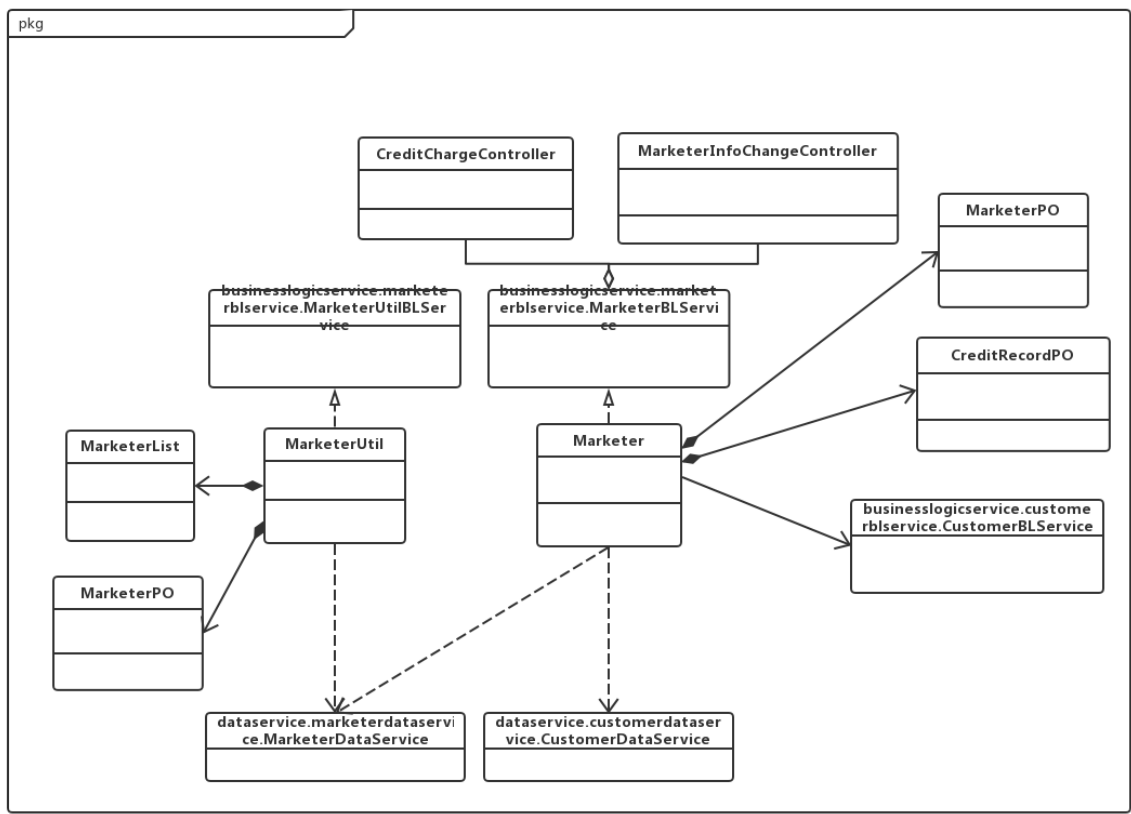 pkg
CreditChargeController
MarketerInfoChangeController
MarketerPO
businesslogicservice.markete
rblservice.MarketerUtilBLSer
vice
businesslogicservice.market
erblservice.MarketerBLServi
ce
CreditRecordPO
MarketerList
MarketerUtil
Marketer
businesslogicservice.custome
rblservice.CustomerBLService
MarketerPO
dataservice.marketerdataservi
ce.MarketerDataService
dataservice.customerdataser
vice.CustomerDataService